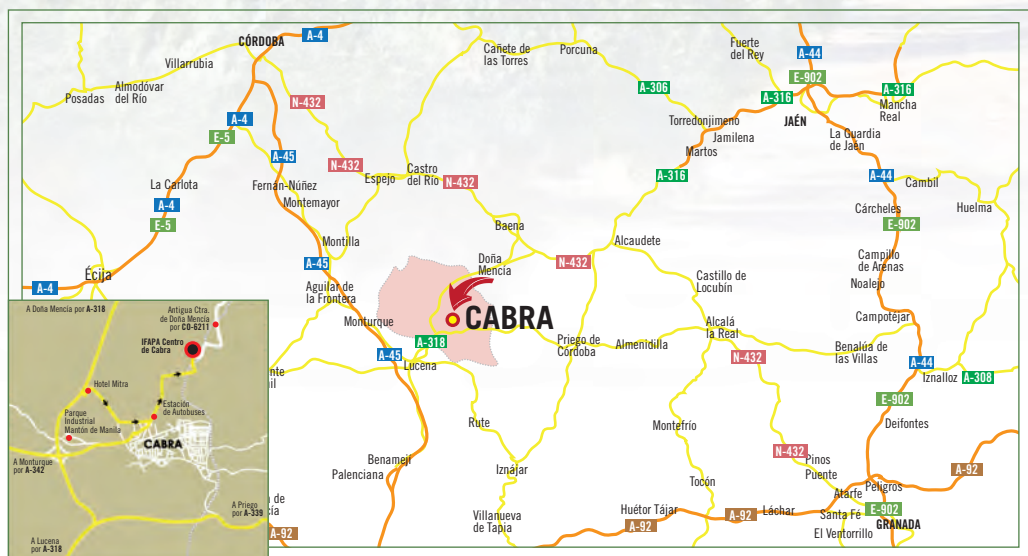 CÓRDOBA
A-4
Villarrubia
Posadas
Almodóvar
del Río
A-4
E-5
N-432
A-45
N-432
Espejo
Castro
del Río
N-432
Cañete de
las Torres
Porcuna
A-306
Fuerte
del Rey
A-44
E-902
A-316
A-316
Mancha
Real
JAÉN
Torredonjimeno
Jamilena
Martos
A-316
La Guardia
de Jaén
A-44
Cambil
Huelma
Cárcheles
E-902
La Carlota
A-4
E-5
Fernán-Núñez
Montemayor
Montilla
A-45
Écija
A-4
Aguilar de
la Frontera
Monturque
A-45
Lucena
A-318
Baena
Doña
Mencía
N-432
Alcaudete
CABRA
Priego de
Córdoba
Almenidilla
Castillo de
Locubín
Alcalá
la Real
N-432
Campillo
de Arenas
Noalejo
Campotéjar
Benalúa de
las Villas
A-44
Iznalloz
A-308
E-902
Deifontes
Rute
Montefrío
N-432
Pinos
Puente
A-92
Benamejí
Palenciana
Iznájar
Tocón
Atarfe
Peligros
E-902
Villanueva
de Tapia
Huétor Tájar
A-92
A-92
Láchar
Santa Fé
GRANADA
El Ventorrillo
nte
il
de
cía
A-92
A Doña Mencía por A-318
Antigua Ctra.
de Doña Mencía
por CO-6211
IFAPA Centro
de Cabra
Hotel Mitra
Estación
de Autobuses
Parque
Industrial
Mantón de Manila
CABRA
A Monturque
por A-342
A Priego
por A-339
A Lucena
por A-318